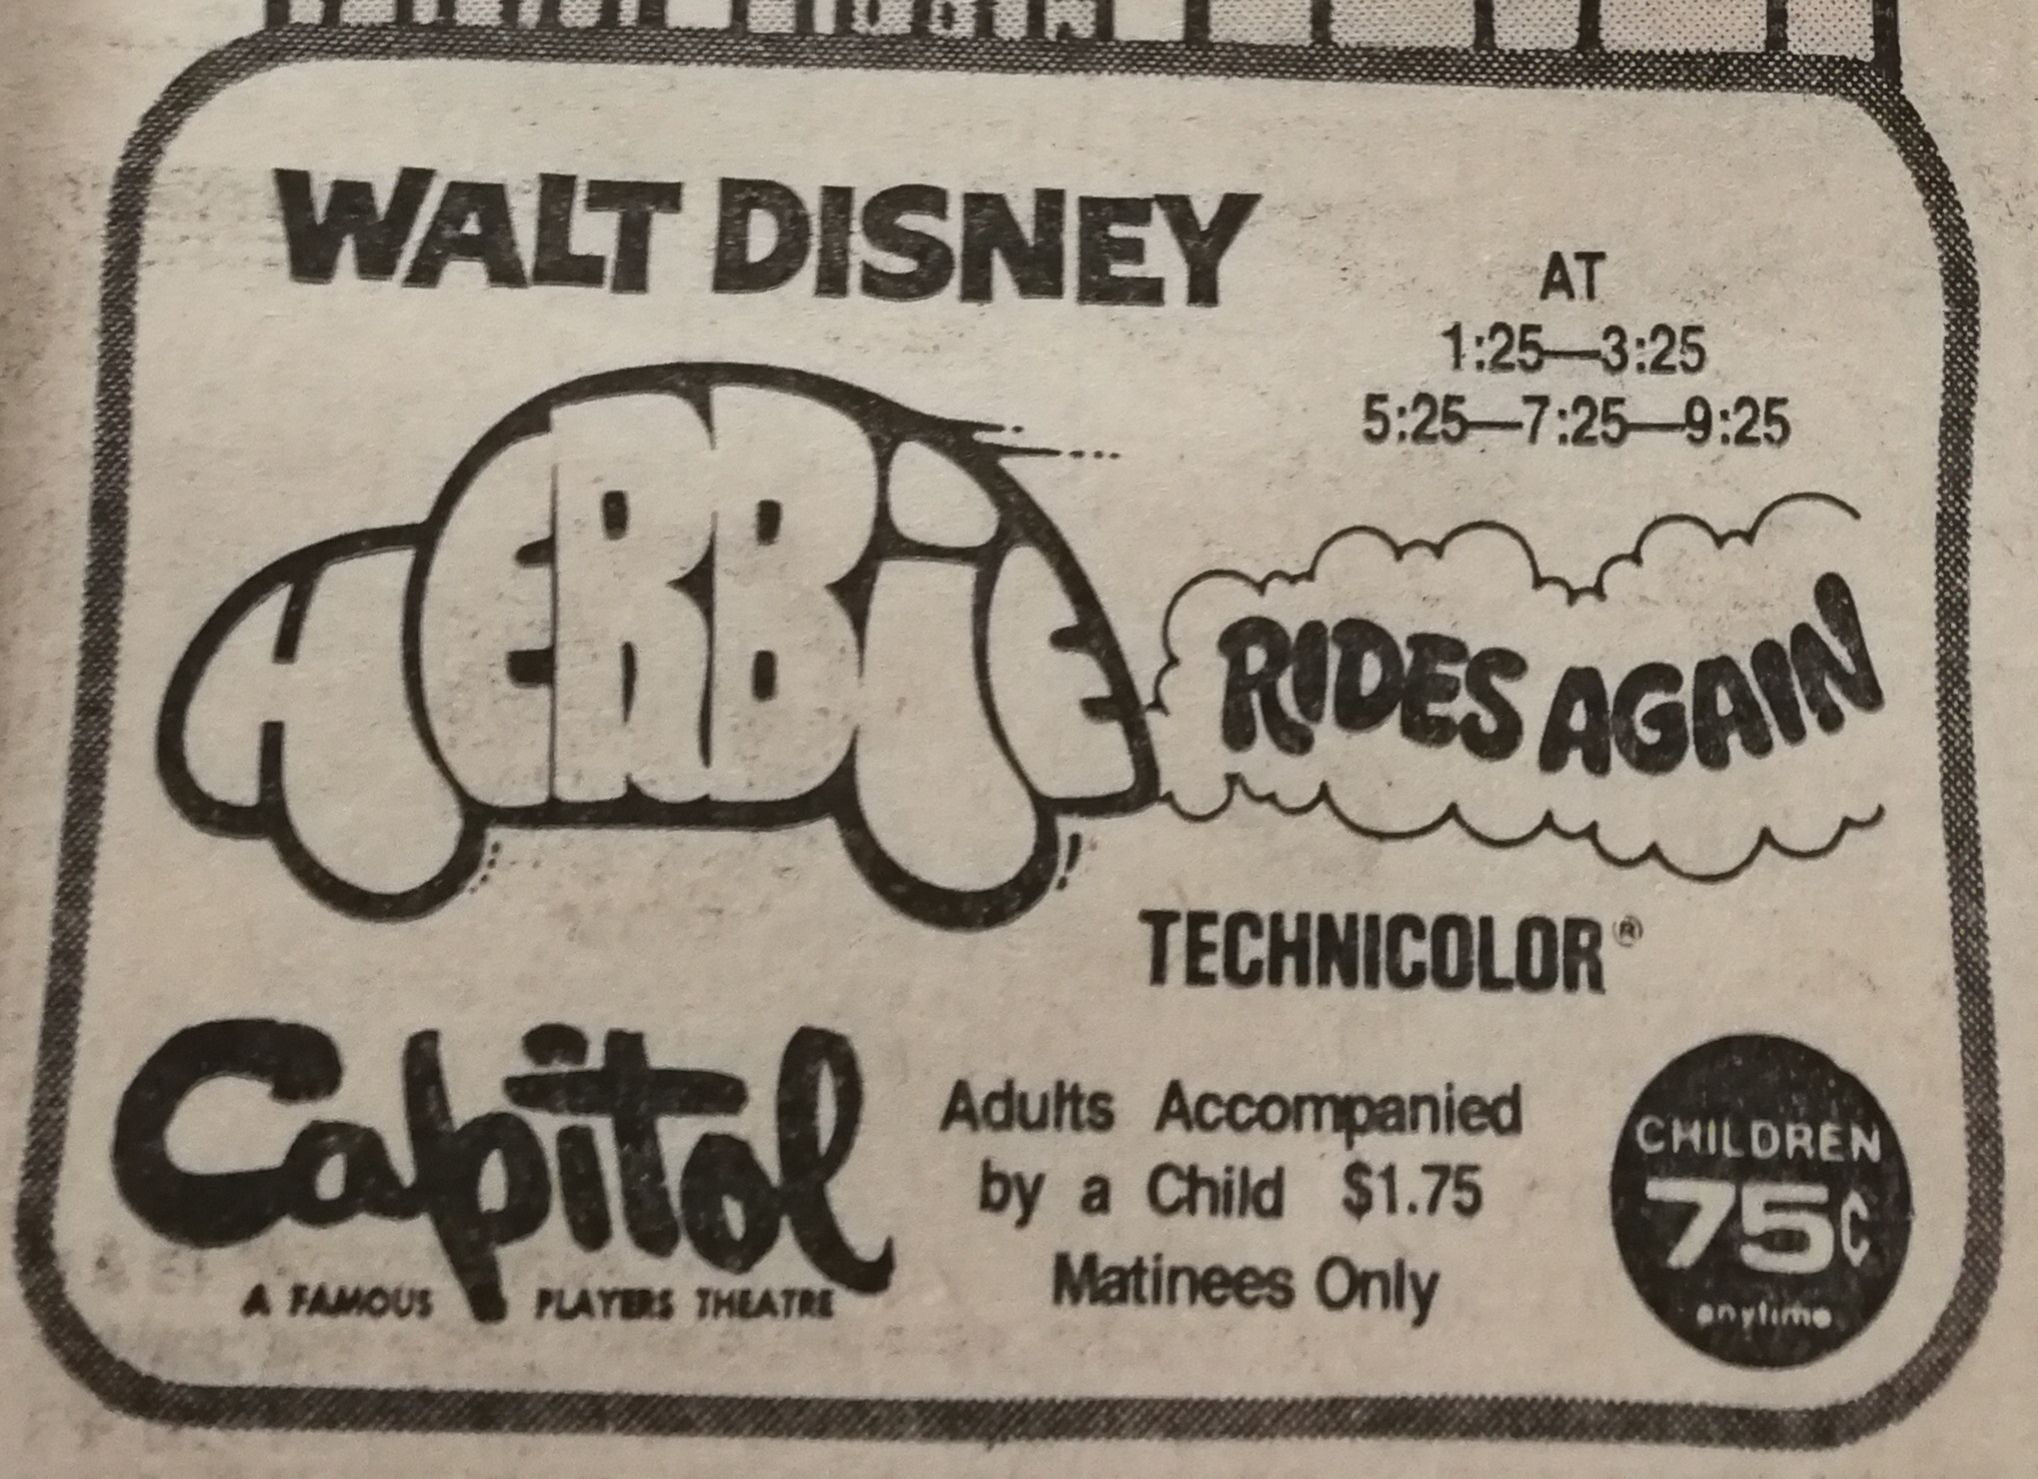 WALT DISNEY
AT
1:25—3:25
5:25—7:25—9:25
HERBiE
RIDES AGAIN
TECHNICOLOR®
Capitol
A FAMOUS PLAYERS THEATRE
Adults Accompanied
by a Child $1.75
Matinees Only
CHILDREN
75¢
anytime